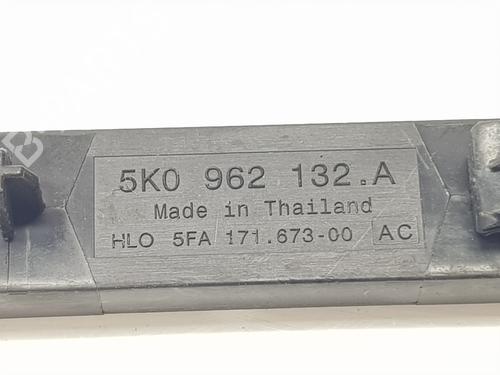 5K0 962 132.A
Made in Thailand
HLO 5FA 171.673-00 AC